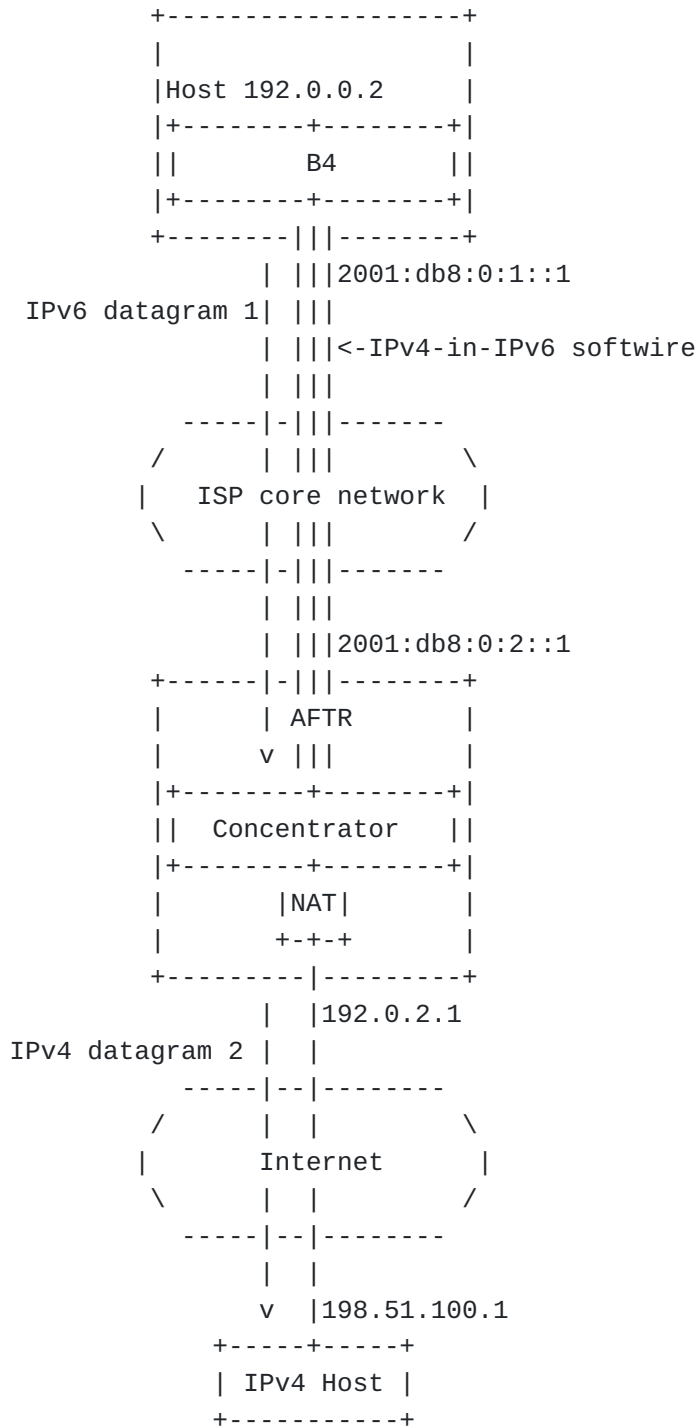 Host 192.0.0.2
B4
2001:db8:0:1::1
IPv6 datagram 1
<-IPv4-in-IPv6 softwire
ISP core network
2001:db8:0:2::1
AFTR
v
Concentrator
NAT
192.0.2.1
IPv4 datagram 2
Internet
v 198.51.100.1
IPv4 Host